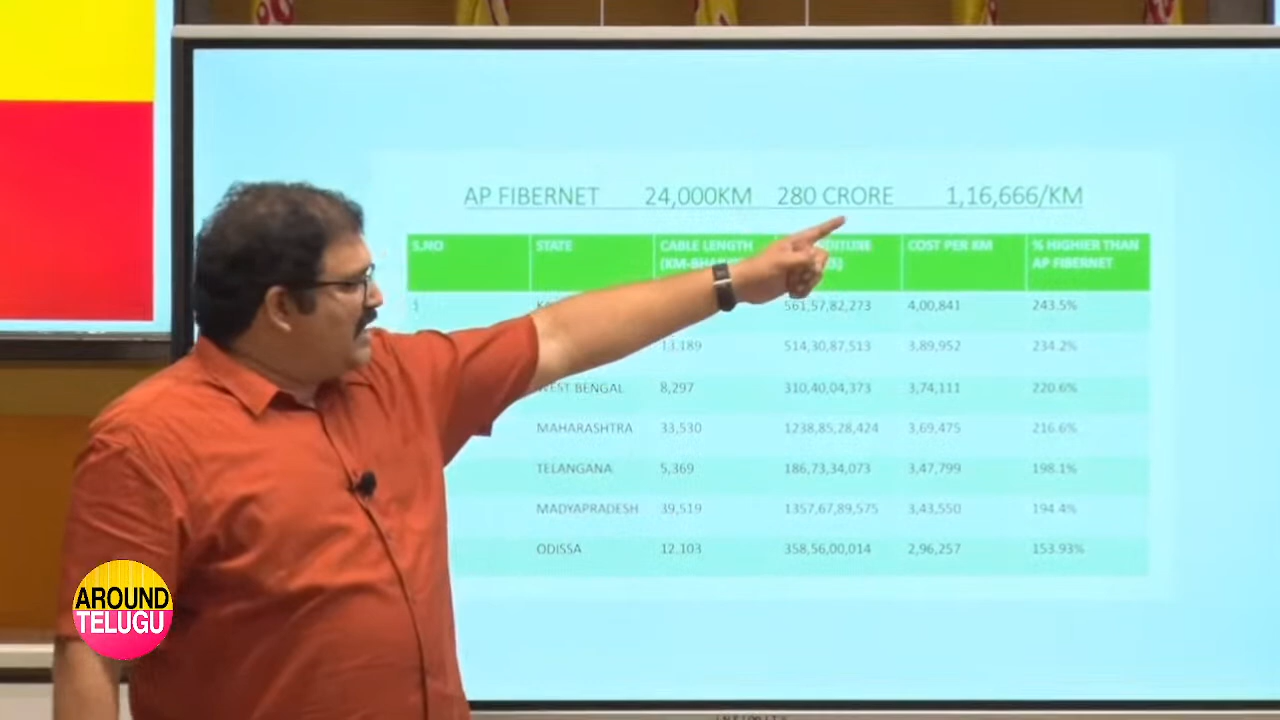 AP FIBERNET 24,000KM 280 CRORE 1,16,666/KM
S.NO STATE CABLE LENGTH COST PER KM % HIGHIER THAN
AP FIBERNET
561,57,82,273 4,00,841 243.5%
13,189 514,30,87,513 3,89,952 234.2%
WEST BENGAL 8,297 310,40,04,373 3,74,111 220.6%
MAHARASHTRA 33,530 1238,85,28,424 3,69,475 216.6%
TELANGANA 5,369 186,73,34,073 3,47,799 198.1%
MADYAPRADESH 39,519 1357,67,89,575 3,43,550 194.4%
ODISSA 12,103 358,56,00,014 2,96,257 153.93%
AROUND
TELUGU